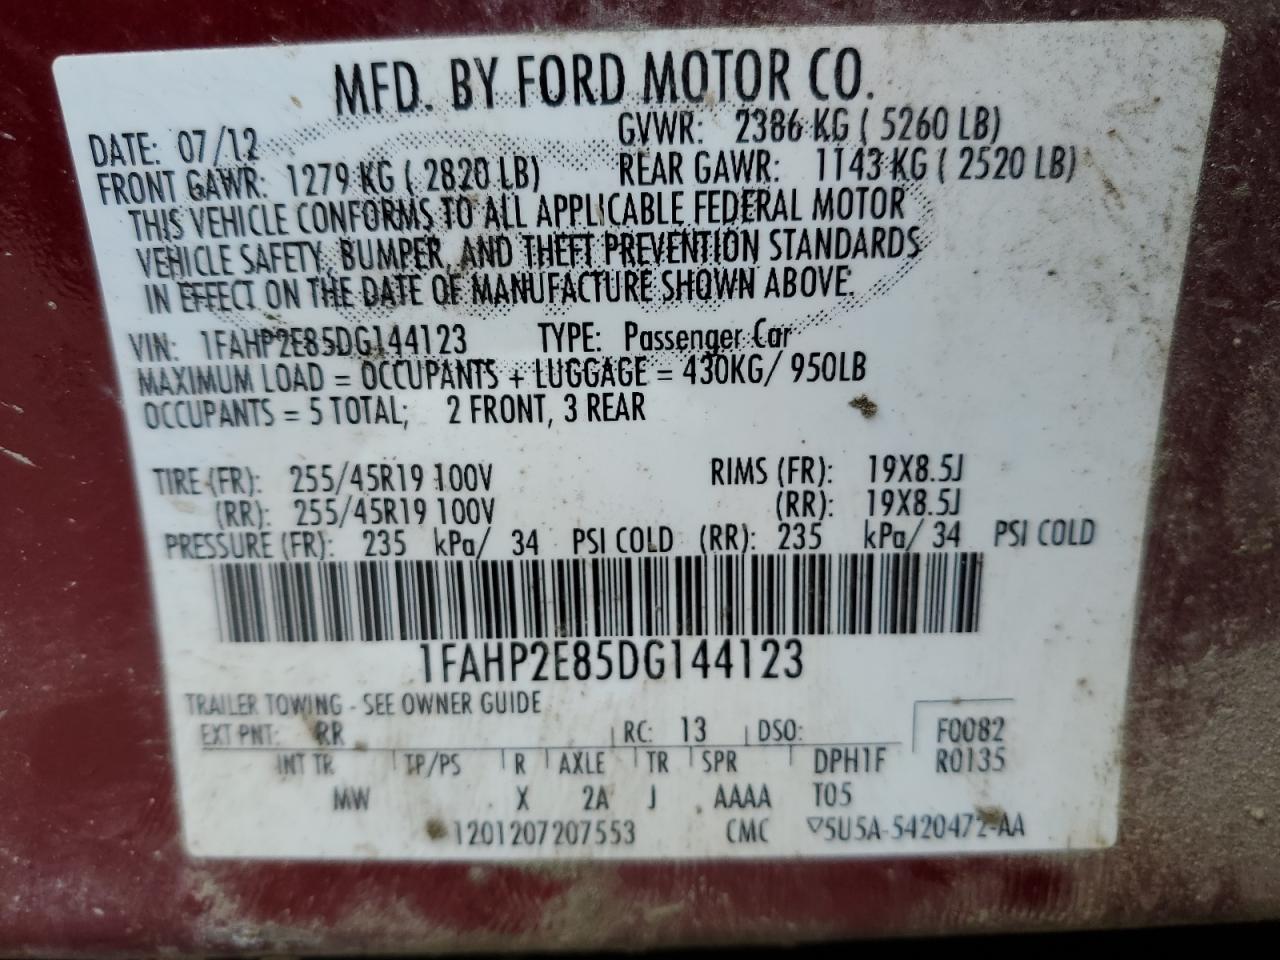 MFD. BY FORD MOTOR CO.
DATE: 07/12 GVWR: 2386 KG ( 5260 LB)
FRONT GAWR: 1279 KG ( 2820 LB) REAR GAWR: 1143 KG ( 2520 LB)
THIS VEHICLE CONFORMS TO ALL APPLICABLE FEDERAL MOTOR
VEHICLE SAFETY, BUMPER, AND THEFT PREVENTION STANDARDS
IN EFFECT ON THE DATE OF MANUFACTURE SHOWN ABOVE.
VIN: 1FAHP2E85DG144123 TYPE: Passenger Car
MAXIMUM LOAD = OCCUPANTS + LUGGAGE = 430KG/ 950LB
OCCUPANTS = 5 TOTAL; 2 FRONT, 3 REAR
TIRE (FR): 255/45R19 100V RIMS (FR): 19X8.5J
(RR): 255/45R19 100V (RR): 19X8.5J
PRESSURE (FR): 235 kPa/ 34 PSI COLD (RR): 235 kPa/ 34 PSI COLD
1FAHP2E85DG144123
TRAILER TOWING - SEE OWNER GUIDE
EXT PNT: RR RC: 13 DSO: F0082
INT TR TP/PS R AXLE TR SPR DPH1F R0135
MW X 2A J AAAA T05
1201207207553 CMC ▽5U5A-5420472-AA